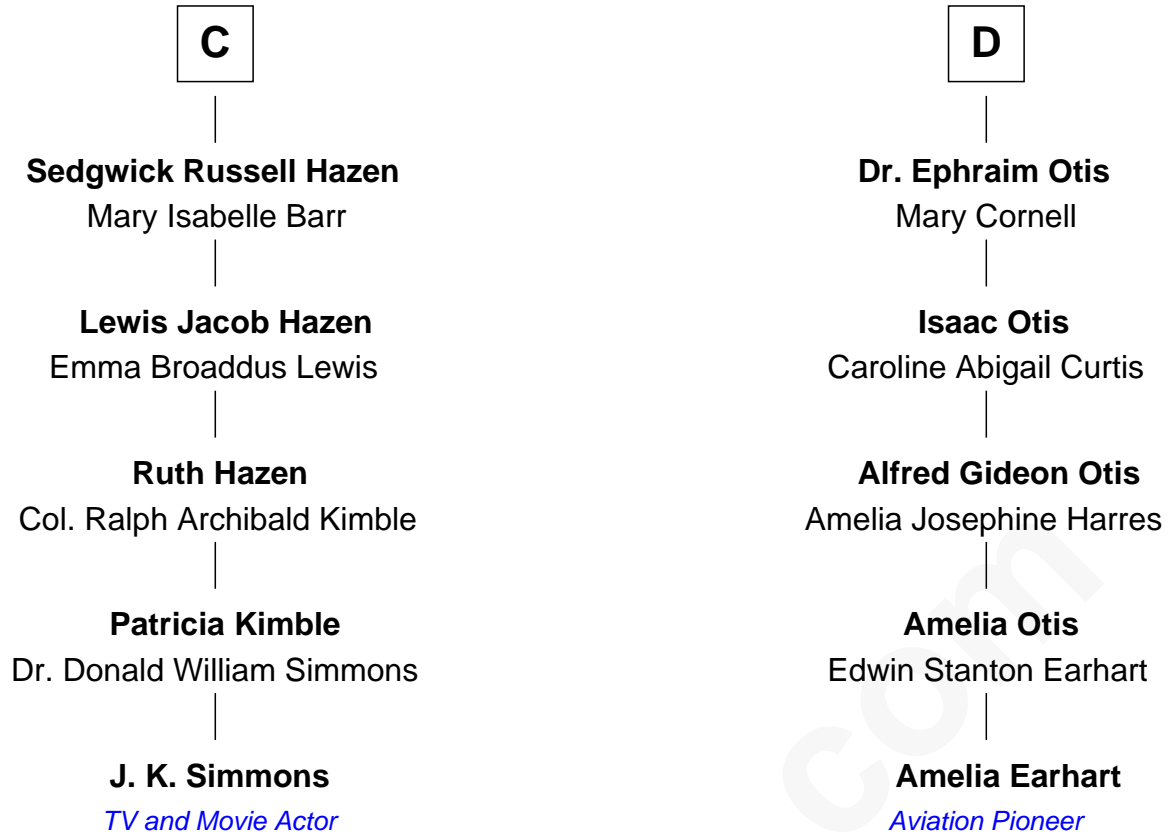 C
Sedgwick Russell Hazen
Mary Isabelle Barr
Lewis Jacob Hazen
Emma Broaddus Lewis
Ruth Hazen
Col. Ralph Archibald Kimble
Patricia Kimble
Dr. Donald William Simmons
J. K. Simmons
TV and Movie Actor
D
Dr. Ephraim Otis
Mary Cornell
Isaac Otis
Caroline Abigail Curtis
Alfred Gideon Otis
Amelia Josephine Harres
Amelia Otis
Edwin Stanton Earhart
Amelia Earhart
Aviation Pioneer
com